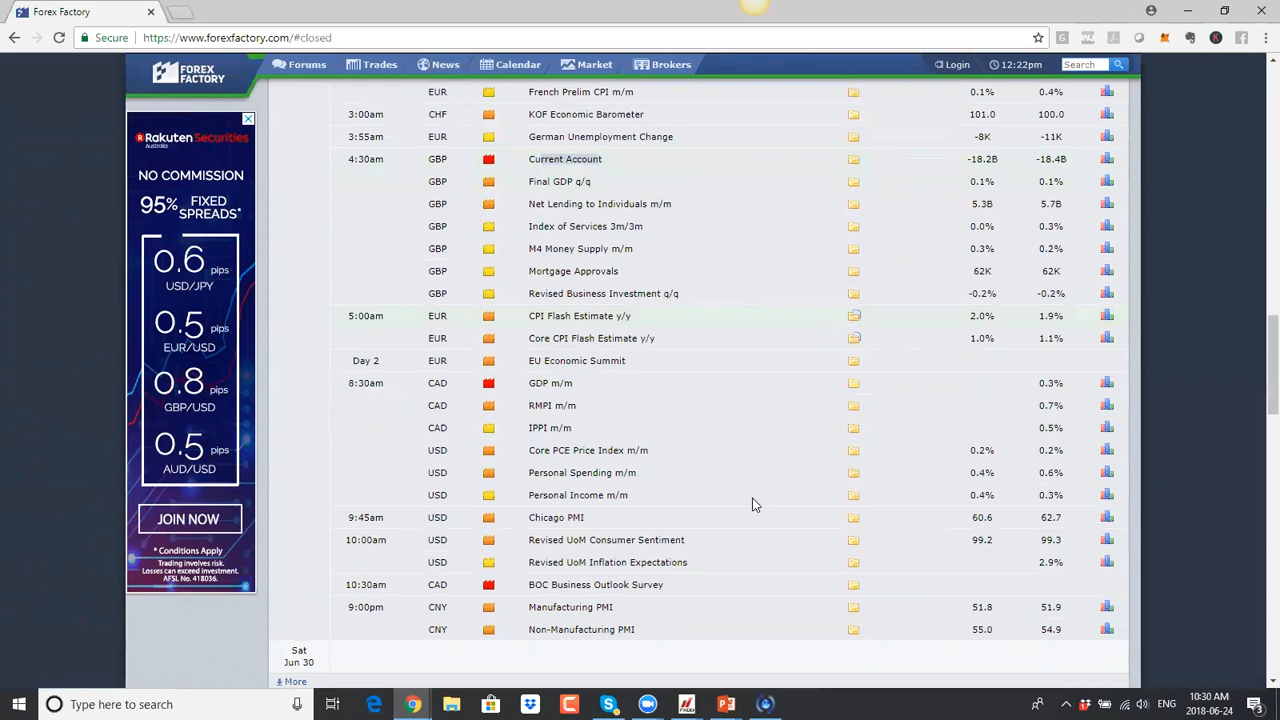 Forex Factory
Secure
https://www.forexfactory.com/#closed
FOREX
FACTORY
Forums Trades News Calendar Market Brokers Login 12:22pm Search
EUR French Prelim CPI m/m 0.1% 0.4%
3:00am CHF KOF Economic Barometer 101.0 100.0
3:55am EUR German Unemployment Change -8K -11K
4:30am GBP Current Account -18.2B -18.4B
GBP Final GDP q/q 0.1% 0.1%
GBP Net Lending to Individuals m/m 5.3B 5.7B
GBP Index of Services 3m/3m 0.0% 0.3%
GBP M4 Money Supply m/m 0.3% 0.2%
GBP Mortgage Approvals 62K 62K
GBP Revised Business Investment q/q -0.2% -0.2%
5:00am EUR CPI Flash Estimate y/y 2.0% 1.9%
EUR Core CPI Flash Estimate y/y 1.0% 1.1%
Day 2 EUR EU Economic Summit
8:30am CAD GDP m/m 0.3%
CAD RMPI m/m 0.7%
CAD IPPI m/m 0.5%
USD Core PCE Price Index m/m 0.2% 0.2%
USD Personal Spending m/m 0.4% 0.6%
USD Personal Income m/m 0.4% 0.3%
9:45am USD Chicago PMI 60.6 62.7
10:00am USD Revised UoM Consumer Sentiment 99.2 99.3
USD Revised UoM Inflation Expectations 2.9%
10:30am CAD BOC Business Outlook Survey
9:00pm CNY Manufacturing PMI 51.8 51.9
CNY Non-Manufacturing PMI 55.0 54.9
Sat
Jun 30
More
Rakuten Securities
Australia
NO COMMISSION
95% FIXED
SPREADS*
0.6 pips
USD/JPY
0.5 pips
EUR/USD
0.8 pips
GBP/USD
0.5 pips
AUD/USD
JOIN NOW
* Conditions Apply
Trading involves risk.
Losses can exceed investment.
AFSL No. 418036.
Type here to search
ENG
10:30 AM
2018-06-24